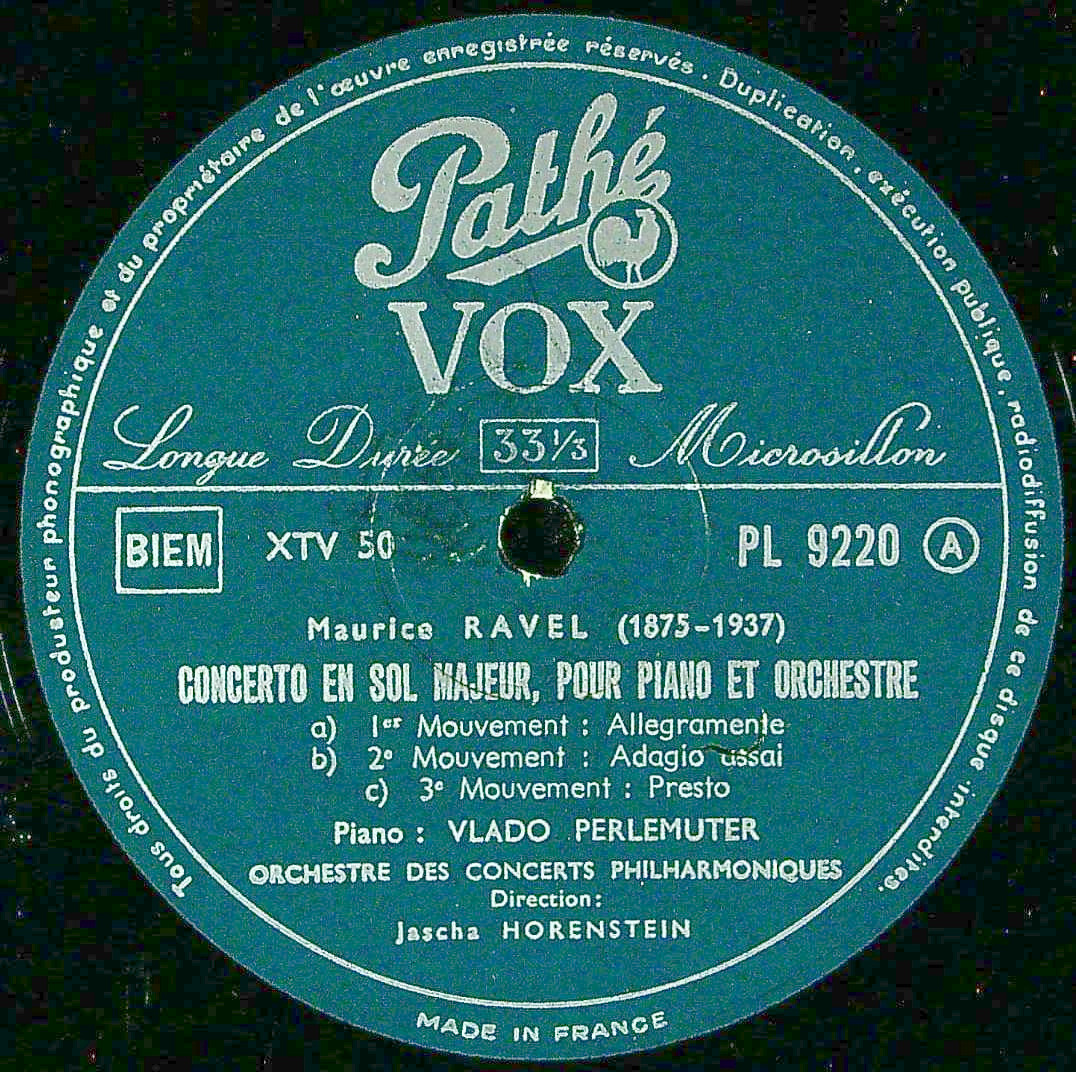 Tous droits du producteur phonographique et du propriétaire de l'œuvre enregistrée réservés. Duplication, exécution publique, radiodiffusion de ce disque interdites.
Pathé
VOX
Longue Durée 33 1/3 Microsillon
BIEM XTV 50 PL 9220 A
Maurice RAVEL (1875-1937)
CONCERTO EN SOL MAJEUR, POUR PIANO ET ORCHESTRE
a) 1er Mouvement : Allegramente
b) 2e Mouvement : Adagio assai
c) 3e Mouvement : Presto
Piano : VLADO PERLEMUTER
ORCHESTRE DES CONCERTS PHILHARMONIQUES
Direction:
Jascha HORENSTEIN
MADE IN FRANCE